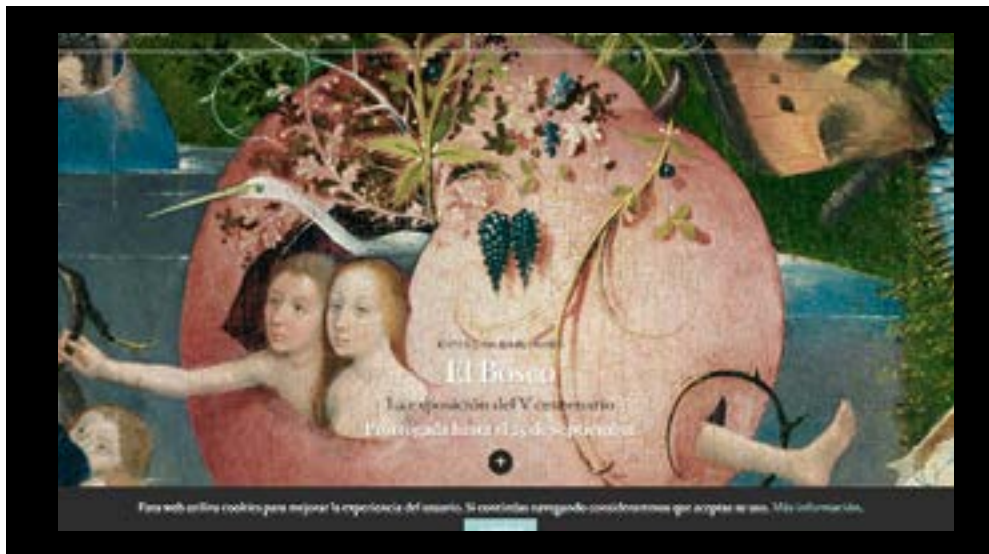 El Bosco
La exposición del V centenario
Prorrogada hasta el 25 de septiembre
Esta web utiliza cookies para mejorar la experiencia del usuario. Si continúas navegando consideraremos que aceptas su uso. Más información.